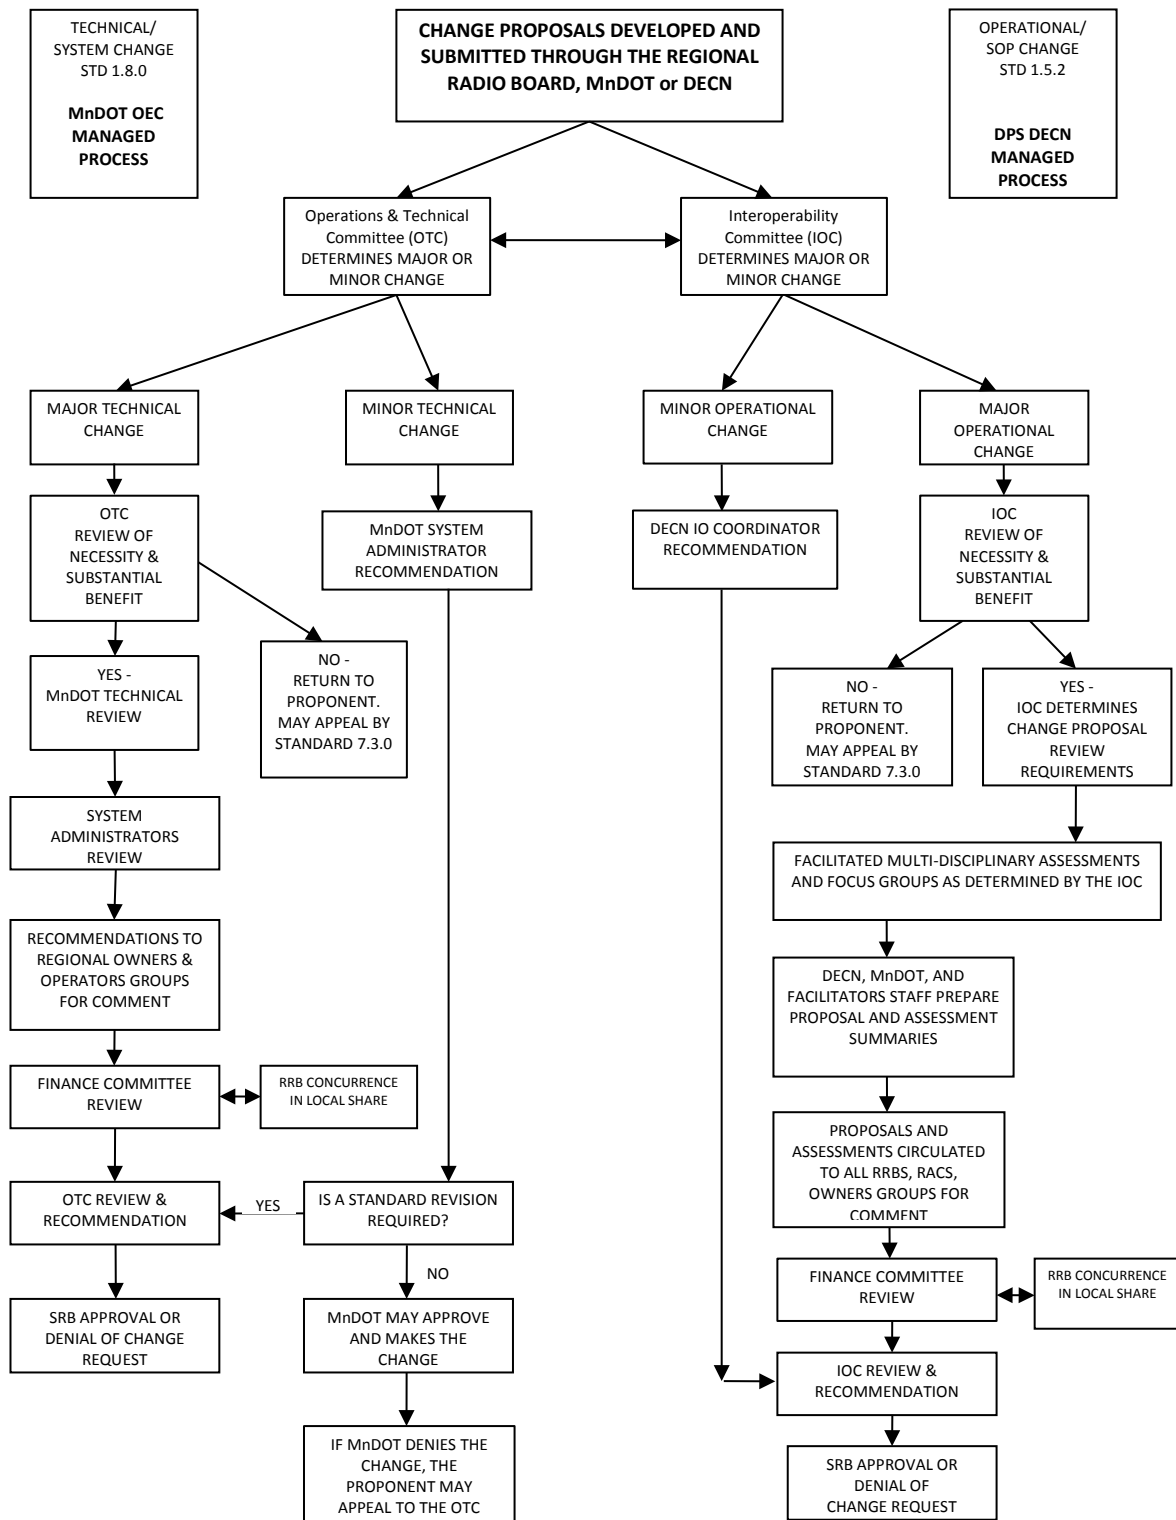 TECHNICAL/
SYSTEM CHANGE
STD 1.8.0
MnDOT OEC
MANAGED
PROCESS
CHANGE PROPOSALS DEVELOPED AND
SUBMITTED THROUGH THE REGIONAL
RADIO BOARD, MnDOT or DECN
OPERATIONAL/
SOP CHANGE
STD 1.5.2
DPS DECN
MANAGED
PROCESS
Operations & Technical
Committee (OTC)
DETERMINES MAJOR OR
MINOR CHANGE
Interoperability
Committee (IOC)
DETERMINES MAJOR OR
MINOR CHANGE
MAJOR TECHNICAL
CHANGE
MINOR TECHNICAL
CHANGE
MINOR OPERATIONAL
CHANGE
MAJOR
OPERATIONAL
CHANGE
OTC
REVIEW OF
NECESSITY &
SUBSTANTIAL
BENEFIT
MnDOT SYSTEM
ADMINISTRATOR
RECOMMENDATION
DECN IO COORDINATOR
RECOMMENDATION
IOC
REVIEW OF
NECESSITY &
SUBSTANTIAL
BENEFIT
YES -
MnDOT TECHNICAL
REVIEW
NO -
RETURN TO
PROPONENT.
MAY APPEAL BY
STANDARD 7.3.0
NO -
RETURN TO
PROPONENT.
MAY APPEAL BY
STANDARD 7.3.0
YES -
IOC DETERMINES
CHANGE PROPOSAL
REVIEW
REQUIREMENTS
SYSTEM
ADMINISTRATORS
REVIEW
FACILITATED MULTI-DISCIPLINARY ASSESSMENTS
AND FOCUS GROUPS AS DETERMINED BY THE IOC
RECOMMENDATIONS TO
REGIONAL OWNERS &
OPERATORS GROUPS
FOR COMMENT
DECN, MnDOT, AND
FACILITATORS STAFF PREPARE
PROPOSAL AND ASSESSMENT
SUMMARIES
FINANCE COMMITTEE
REVIEW
RRB CONCURRENCE
IN LOCAL SHARE
PROPOSALS AND
ASSESSMENTS CIRCULATED
TO ALL RRBS, RACS,
OWNERS GROUPS FOR
COMMENT
OTC REVIEW &
RECOMMENDATION
YES
IS A STANDARD REVISION
REQUIRED?
NO
FINANCE COMMITTEE
REVIEW
RRB CONCURRENCE
IN LOCAL SHARE
SRB APPROVAL OR
DENIAL OF CHANGE
REQUEST
MnDOT MAY APPROVE
AND MAKES THE
CHANGE
IOC REVIEW &
RECOMMENDATION
IF MnDOT DENIES THE
CHANGE, THE
PROPONENT MAY
APPEAL TO THE OTC
SRB APPROVAL OR
DENIAL OF
CHANGE REQUEST